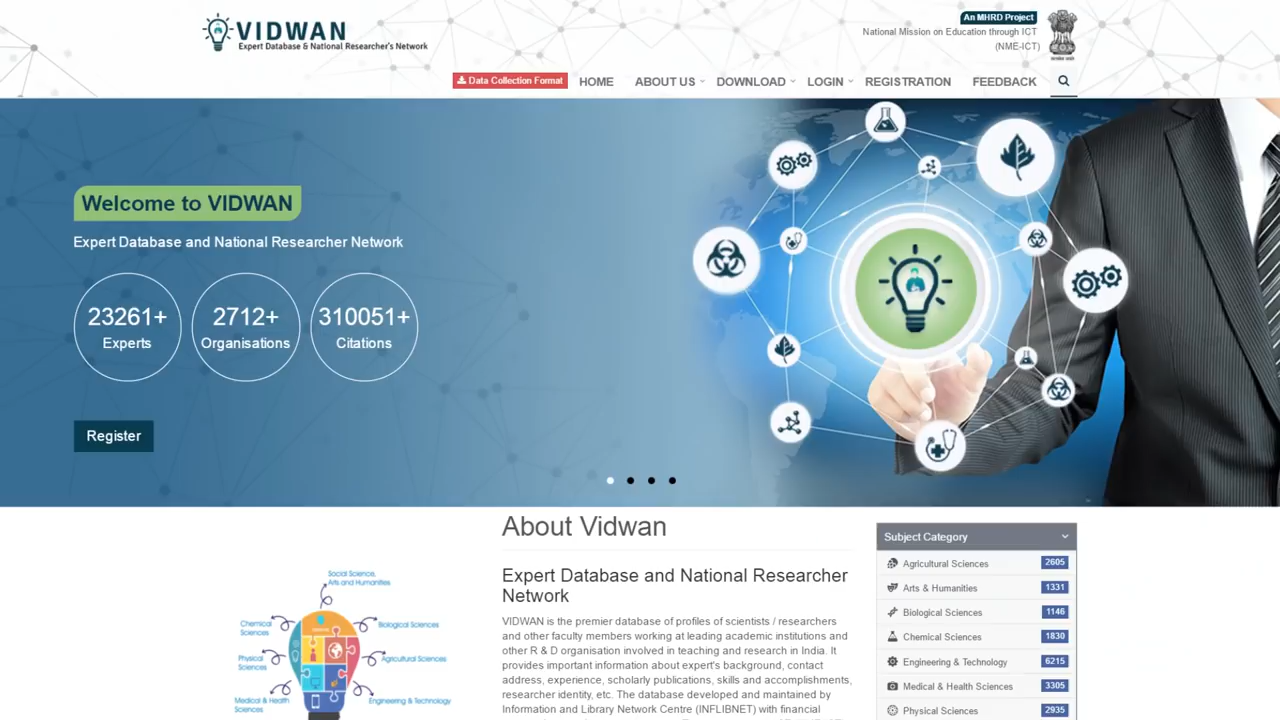 VIDWAN
Expert Database & National Researcher's Network
An MHRD Project
National Mission on Education through ICT
(NME-ICT)
Data Collection Format
HOME
ABOUT US
DOWNLOAD
LOGIN
REGISTRATION
FEEDBACK
Welcome to VIDWAN
Expert Database and National Researcher Network
23261+
Experts
2712+
Organisations
310051+
Citations
Register
Social Science,
Arts and Humanities
Chemical
Sciences
Biological Sciences
Physical
Sciences
Agricultural Sciences
Medical & Health
Sciences
Engineering & Technology
About Vidwan
Expert Database and National Researcher
Network
VIDWAN is the premier database of profiles of scientists / researchers
and other faculty members working at leading academic institutions and
other R & D organisation involved in teaching and research in India. It
provides important information about expert's background, contact
address, experience, scholarly publications, skills and accomplishments,
researcher identity, etc. The database developed and maintained by
Information and Library Network Centre (INFLIBNET) with financial
Subject Category
Agricultural Sciences 2605
Arts & Humanities 1331
Biological Sciences 1146
Chemical Sciences 1830
Engineering & Technology 6215
Medical & Health Sciences 3305
Physical Sciences 2935